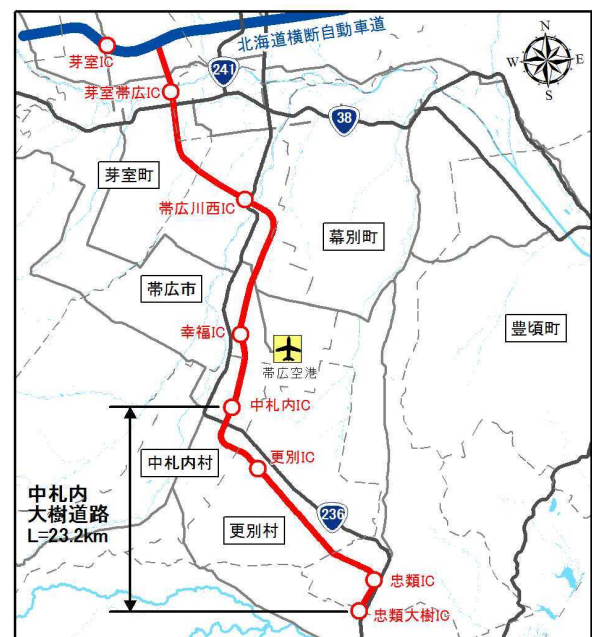 北海道横断自動車道
N
W
E
S
芽室IC
241
芽室帯広IC
38
芽室町
帯広川西IC
幕別町
帯広市
豊頃町
幸福IC
帯広空港
中札内IC
中札内村
更別IC
中札内
大樹道路
L=23.2km
236
更別村
忠類IC
忠類大樹IC